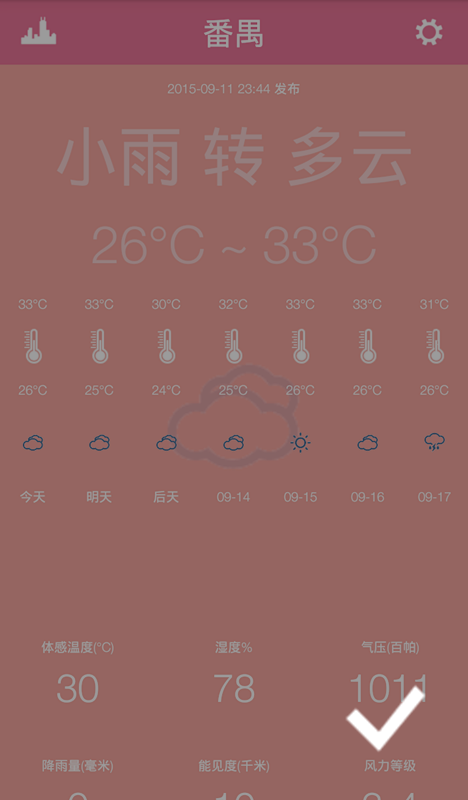 番禺
2015-09-11 23:44 发布
小雨 转 多云
26°C ~ 33°C
33°C 33°C 30°C 32°C 33°C 33°C 31°C
26°C 25°C 24°C 25°C 26°C 26°C 26°C
今天 明天 后天 09-14 09-15 09-16 09-17
体感温度(°C) 湿度% 气压(百帕)
30 78 1011
降雨量(毫米) 能见度(千米) 风力等级